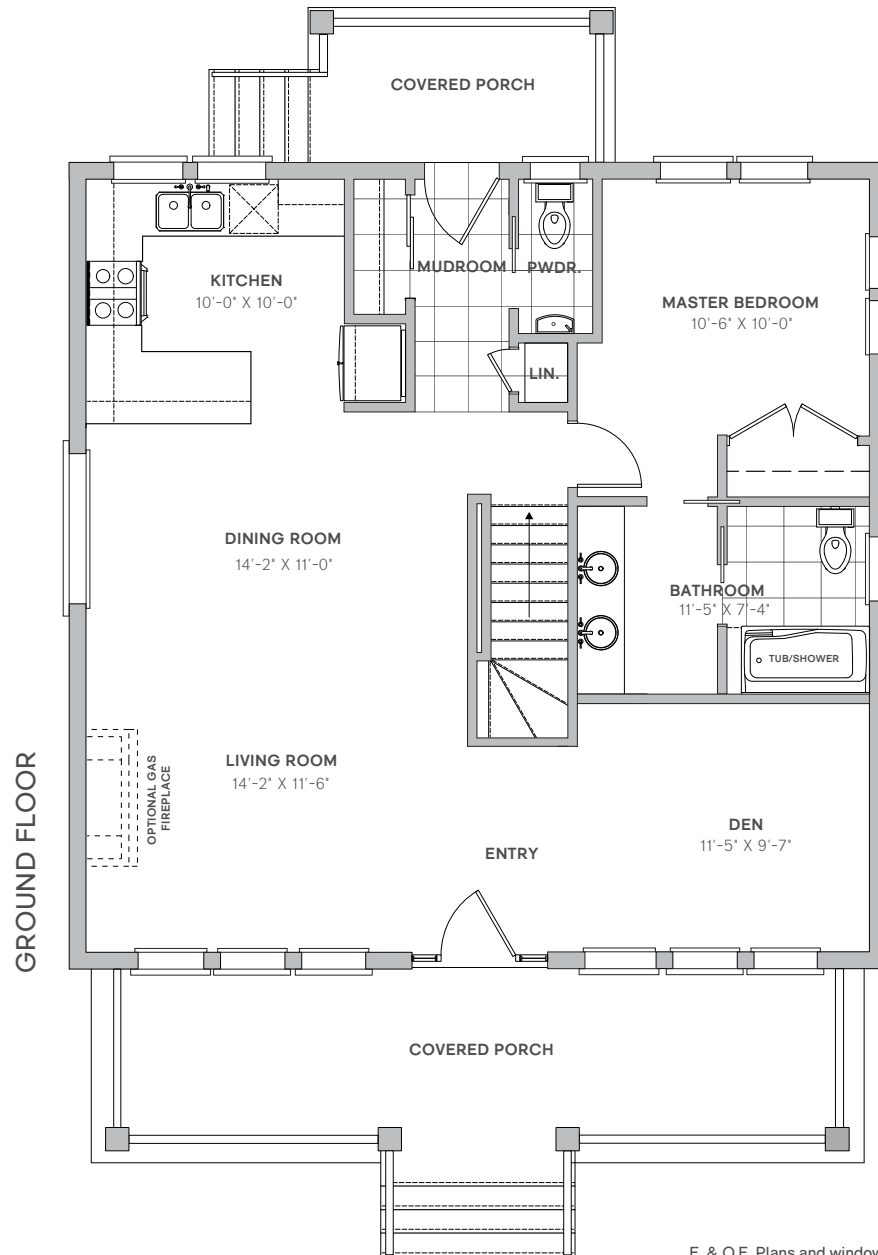 COVERED PORCH
KITCHEN
10'-0" X 10'-0"
MUDROOM
PWDR.
MASTER BEDROOM
10'-6" X 10'-0"
LIN.
DINING ROOM
14'-2" X 11'-0"
BATHROOM
11'-5" X 7'-4"
TUB/SHOWER
LIVING ROOM
14'-2" X 11'-6"
OPTIONAL GAS
FIREPLACE
DEN
11'-5" X 9'-7"
ENTRY
GROUND FLOOR
COVERED PORCH
E. & O.E. Plans and window